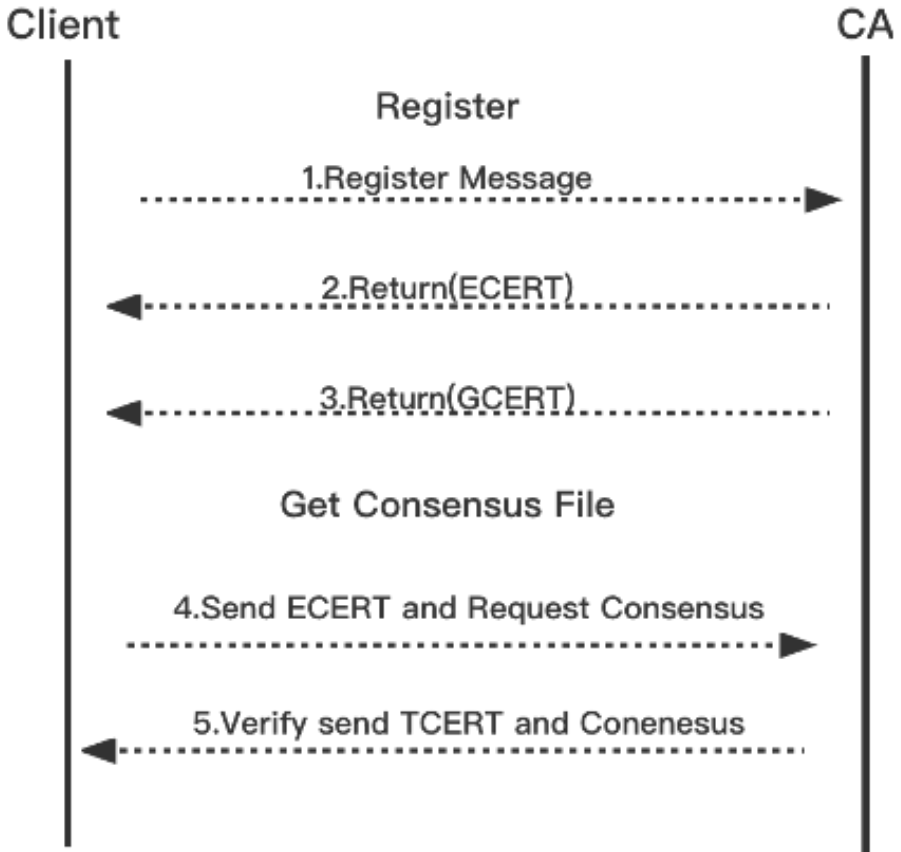 Client
CA
Register
1.Register Message
2.Return(ECERT)
3.Return(GCERT)
Get Consensus File
4.Send ECERT and Request Consensus
5.Verify send TCERT and Conenesus